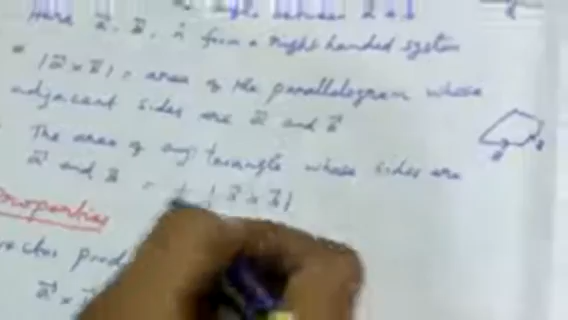 Here a⃗, b⃗, n̂ form a right handed system
* |a⃗ × b⃗| = area of the parallelogram whose
adjacent sides are a⃗ and b⃗
The area of any triangle whose sides are
a⃗ and b⃗ = ½ |a⃗ × b⃗|
Properties
a⃗ ×